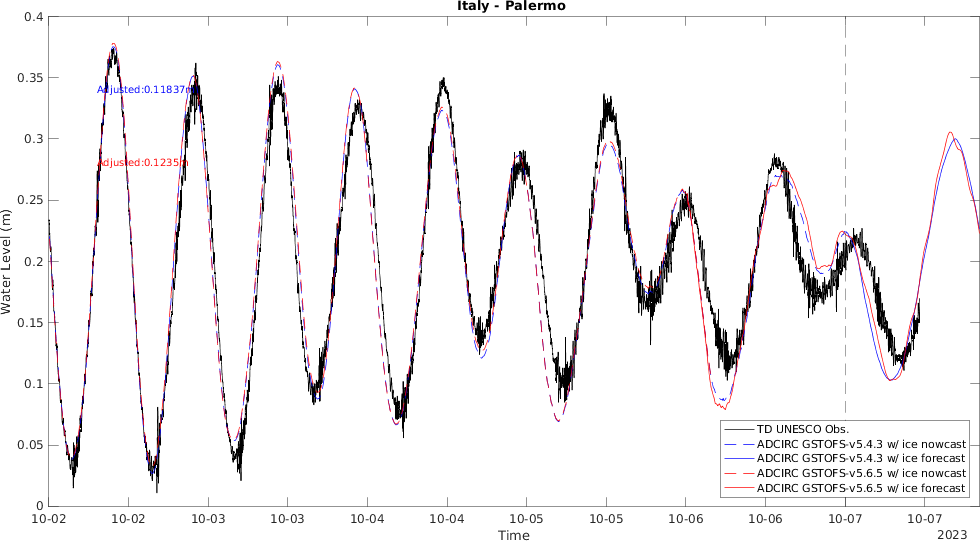 Italy - Palermo
0.4
0.35
0.3
0.25
0.2
0.15
0.1
0.05
0
Water Level (m)
Adjusted:0.11837m
Adjusted:0.1235m
TD UNESCO Obs.
ADCIRC GSTOFS-v5.4.3 w/ ice nowcast
ADCIRC GSTOFS-v5.4.3 w/ ice forecast
ADCIRC GSTOFS-v5.6.5 w/ ice nowcast
ADCIRC GSTOFS-v5.6.5 w/ ice forecast
10-02 10-02 10-03 10-03 10-04 10-04 10-05 10-05 10-06 10-06 10-07 10-07
Time
2023